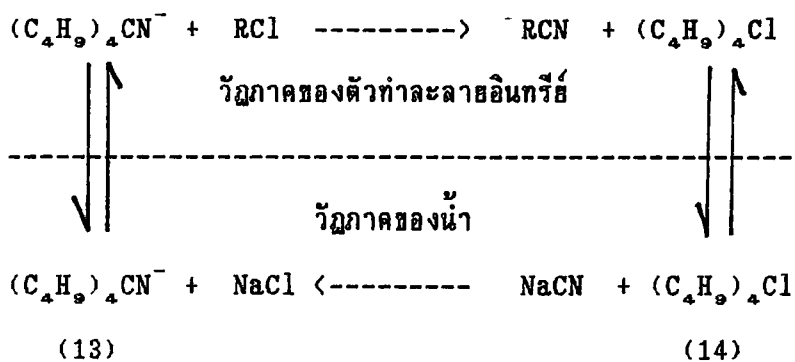 (C₄H₉)₄CN⁻ + RCl ---------> RCN + (C₄H₉)₄Cl
วัฏภาคของตัวทำละลายอินทรีย์
วัฏภาคของน้ำ
(C₄H₉)₄CN⁻ + NaCl <--------- NaCN + (C₄H₉)₄Cl
(13) (14)